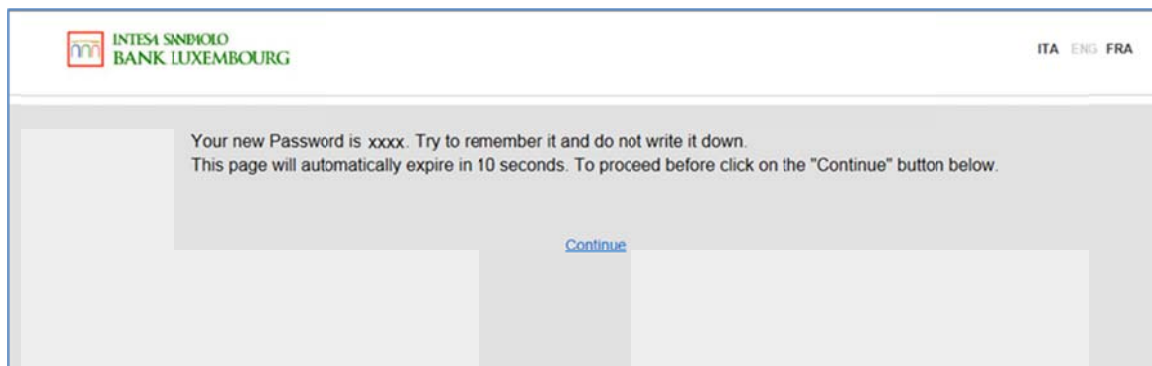 INTESA SANPAOLO
BANK LUXEMBOURG
ITA ENG FRA
Your new Password is xxxx. Try to remember it and do not write it down.
This page will automatically expire in 10 seconds. To proceed before click on the "Continue" button below.
Continue